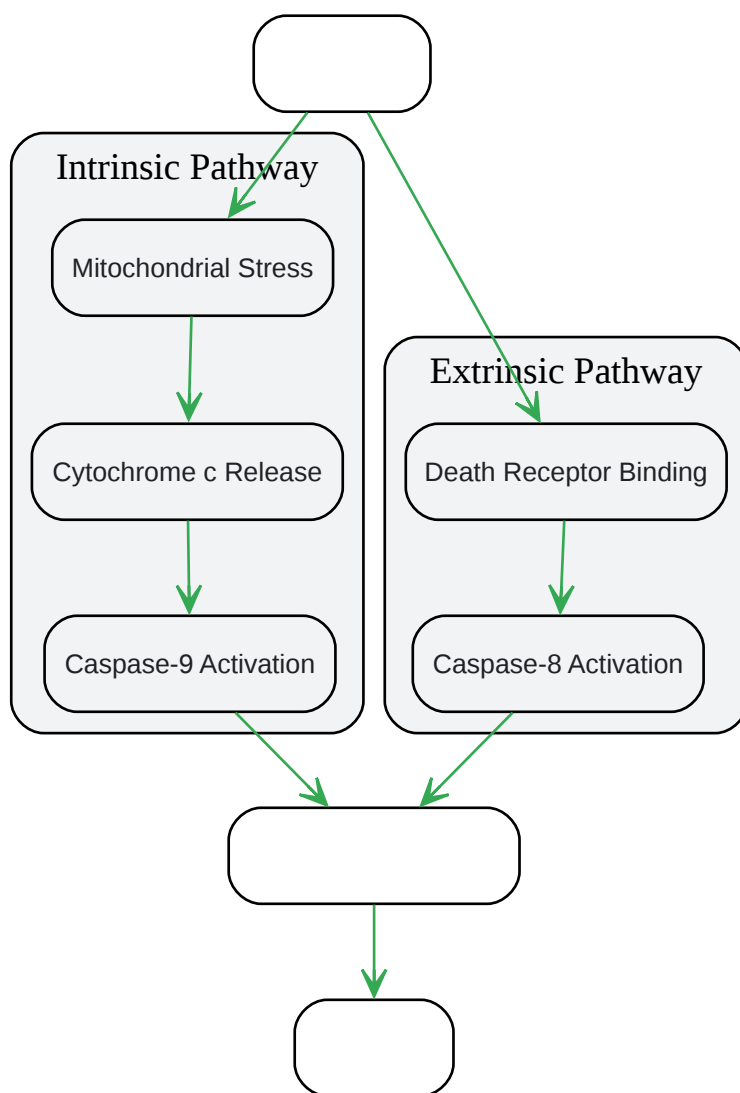 Intrinsic Pathway
Mitochondrial Stress
Extrinsic Pathway
Cytochrome c Release
Death Receptor Binding
Caspase-9 Activation
Caspase-8 Activation